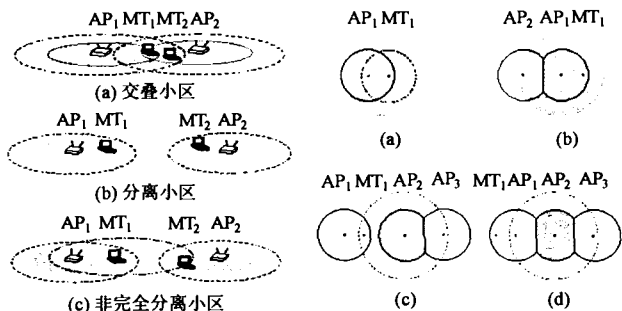 AP1 MT1 MT2 AP2
(a) 交叠小区
AP1 MT1
MT2 AP2
(b) 分离小区
AP1 MT1
MT2 AP2
(c) 非完全分离小区
AP1 MT1
(a)
AP2 AP1 MT1
(b)
AP1 MT1 AP2 AP3
(c)
MT1 AP1 AP2 AP3
(d)